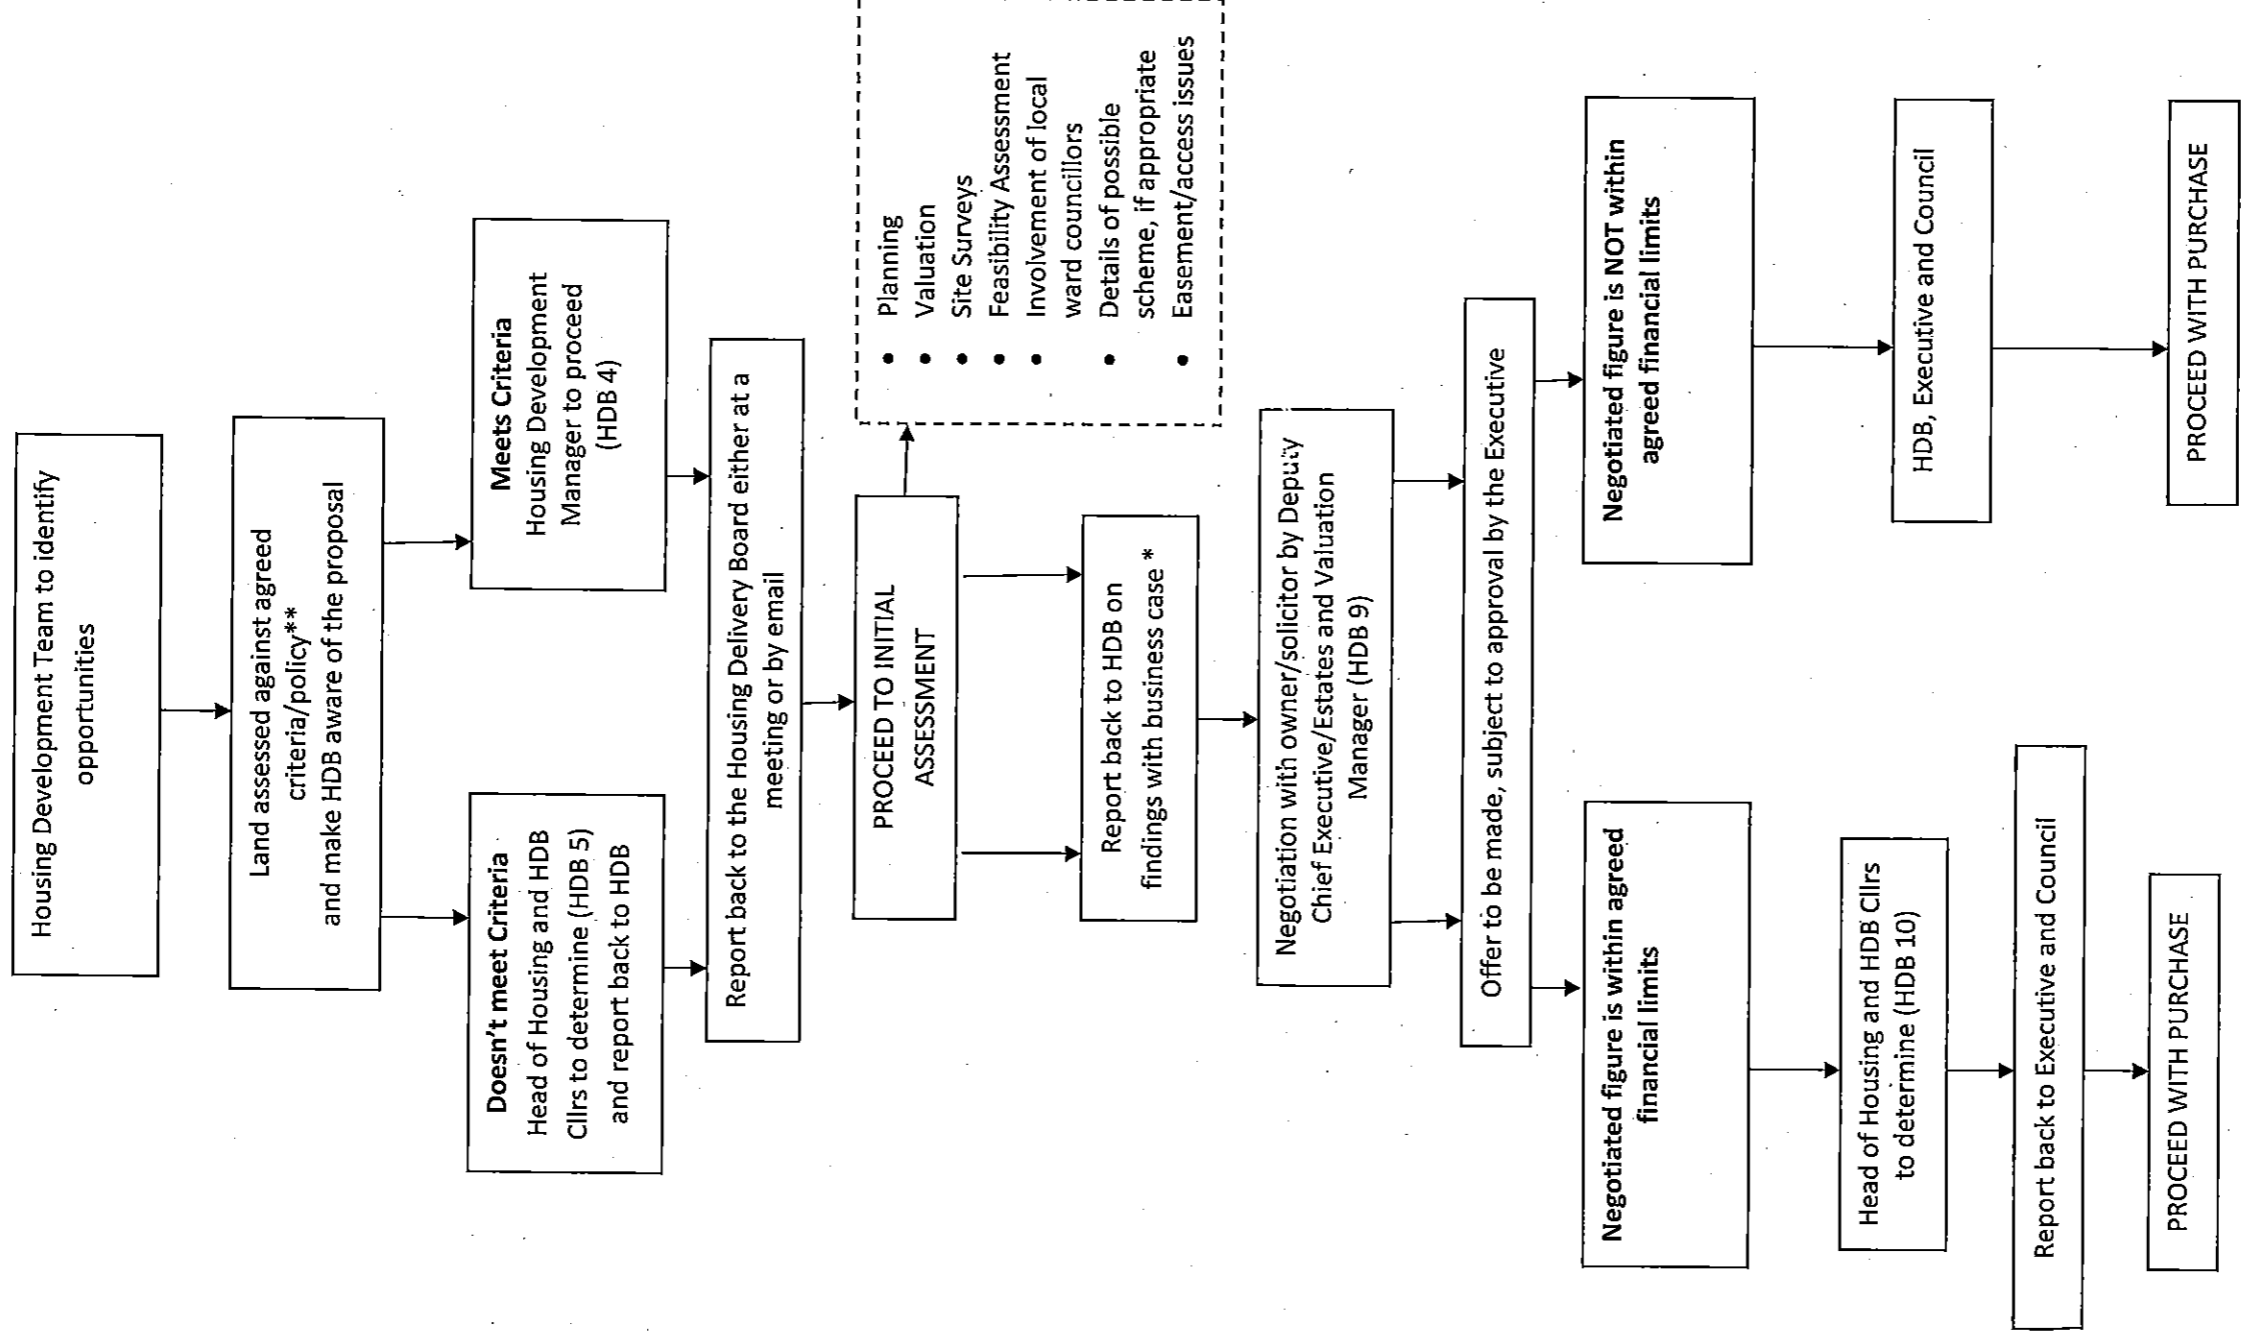 Housing Development Team to identify
opportunities
Land assessed against agreed
criteria/policy**
and make HDB aware of the proposal
Doesn't meet Criteria
Head of Housing and HDB
Cllrs to determine (HDB 5)
and report back to HDB
Meets Criteria
Housing Development
Manager to proceed
(HDB 4)
Report back to the Housing Delivery Board either at a
meeting or by email
PROCEED TO INITIAL
ASSESSMENT
• Planning
• Valuation
• Site Surveys
• Feasibility Assessment
• Involvement of local
ward councillors
• Details of possible
scheme, if appropriate
• Easement/access issues
Report back to HDB on
findings with business case *
Negotiation with owner/solicitor by Deputy
Chief Executive/Estates and Valuation
Manager (HDB 9)
Offer to be made, subject to approval by the Executive
Negotiated figure is within agreed
financial limits
Negotiated figure is NOT within
agreed financial limits
Head of Housing and HDB Cllrs
to determine (HDB 10)
HDB, Executive and Council
Report back to Executive and Council
PROCEED WITH PURCHASE
PROCEED WITH PURCHASE